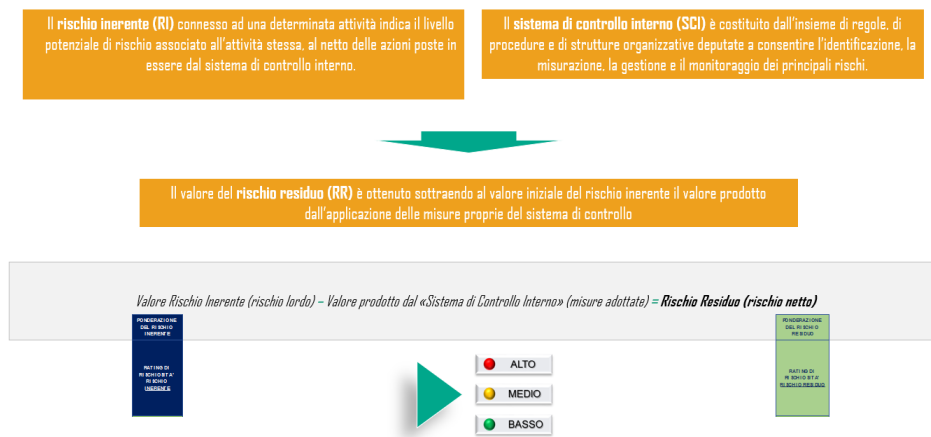 Il rischio inerente (RI) connesso ad una determinata attività indica il livello
potenziale di rischio associato all'attività stessa, al netto delle azioni poste in
essere dal sistema di controllo interno.
Il sistema di controllo interno (SCI) è costituito dall'insieme di regole, di
procedure e di strutture organizzative deputate a consentire l'identificazione, la
misurazione, la gestione e il monitoraggio dei principali rischi.
Il valore del rischio residuo (RR) è ottenuto sottraendo al valore iniziale del rischio inerente il valore prodotto
dall'applicazione delle misure proprie del sistema di controllo
Valore Rischio Inerente (rischio lordo) – Valore prodotto dal «Sistema di Controllo Interno» (misure adottate) = Rischio Residuo (rischio netto)
PONDERAZIONE
DEL RISCHIO
INERENTE
RATING DI
RISCHIOSITA'
RISCHIO
INERENTE
ALTO
MEDIO
BASSO
PONDERAZIONE
DEL RISCHIO
RESIDUO
RATING DI
RISCHIOSITA'
RISCHIO RESIDUO